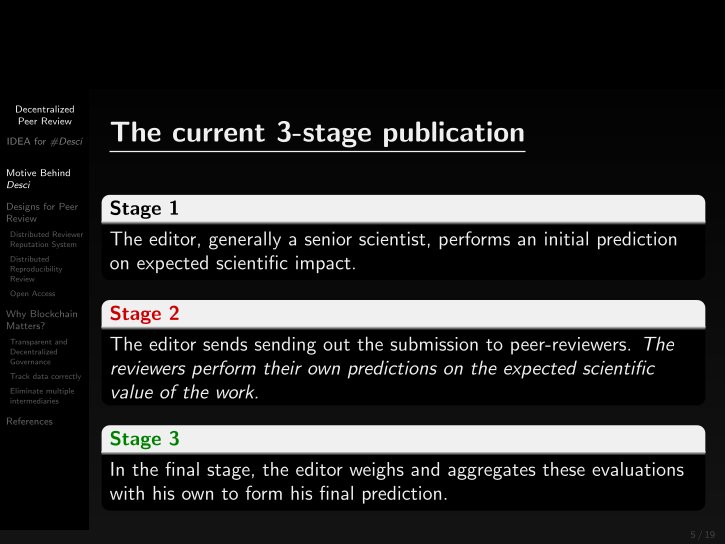 Decentralized
Peer Review
IDEA for #Desci
Motive Behind
Desci
Designs for Peer
Review
Distributed Reviewer
Reputation System
Distributed
Reproducibility
Review
Open Access
Why Blockchain
Matters?
Transparent and
Decentralized
Governance
Track data correctly
Eliminate multiple
intermediaries
References
The current 3-stage publication
Stage 1
The editor, generally a senior scientist, performs an initial prediction
on expected scientific impact.
Stage 2
The editor sends sending out the submission to peer-reviewers. The
reviewers perform their own predictions on the expected scientific
value of the work.
Stage 3
In the final stage, the editor weighs and aggregates these evaluations
with his own to form his final prediction.
5 / 19